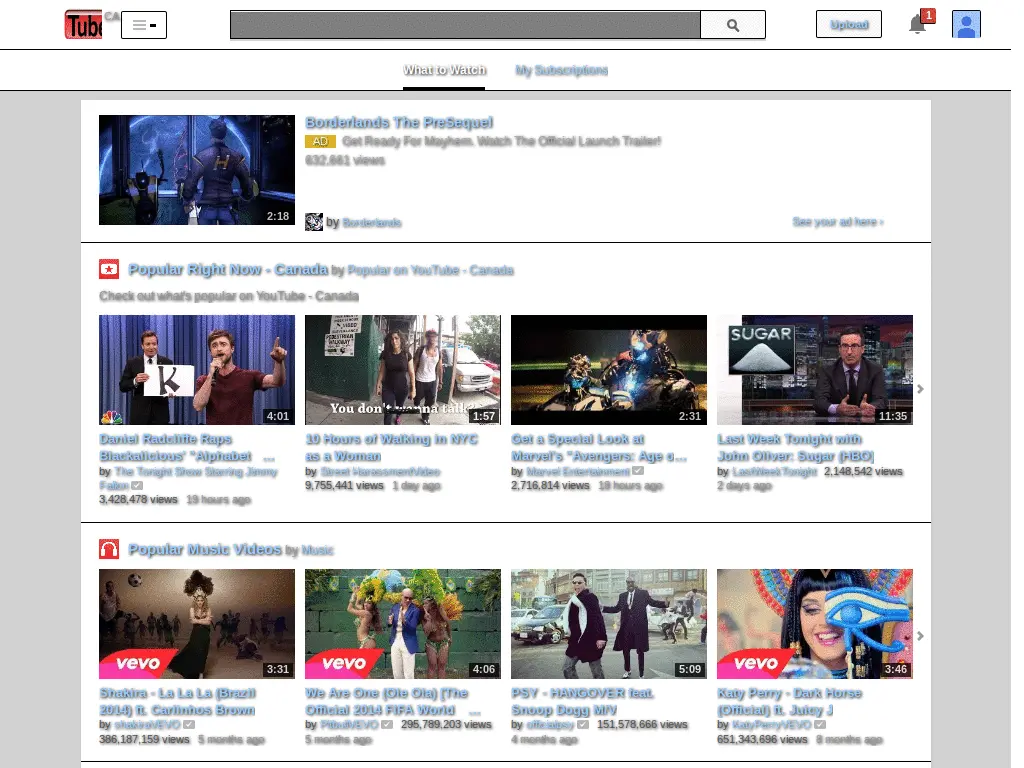 Tube CA
1
Upload
What to Watch My Subscriptions
Borderlands The PreSequel
AD Get Ready For Mayhem. Watch The Official Launch Trailer!
632,661 views
2:18
by Borderlands
See your ad here ›
Popular Right Now - Canada by Popular on YouTube - Canada
Check out what's popular on YouTube - Canada
VIDEO
PEDESTRIAN
WALKWAY
SUGAR
K
You don't wanna talk?
4:01
1:57
2:31
11:35
Daniel Radcliffe Raps
Blackalicious' "Alphabet ...
by The Tonight Show Starring Jimmy
Fallon
3,428,478 views 19 hours ago
10 Hours of Walking in NYC
as a Woman
by Street HarassmentVideo
9,755,441 views 1 day ago
Get a Special Look at
Marvel's "Avengers: Age o...
by Marvel Entertainment
2,716,814 views 19 hours ago
Last Week Tonight with
John Oliver: Sugar (HBO)
by LastWeekTonight 2,148,542 views
2 days ago
Popular Music Videos by Music
vevo
3:31
vevo
4:06
5:09
vevo
3:46
Shakira - La La La (Brazil
2014) ft. Carlinhos Brown
by shakiraVEVO
386,187,159 views 5 months ago
We Are One (Ole Ola) [The
Official 2014 FIFA World ...
by PitbullVEVO 295,789,203 views
5 months ago
PSY - HANGOVER feat.
Snoop Dogg M/V
by officialpsy 151,578,666 views
4 months ago
Katy Perry - Dark Horse
(Official) ft. Juicy J
by KatyPerryVEVO
651,343,696 views 8 months ago